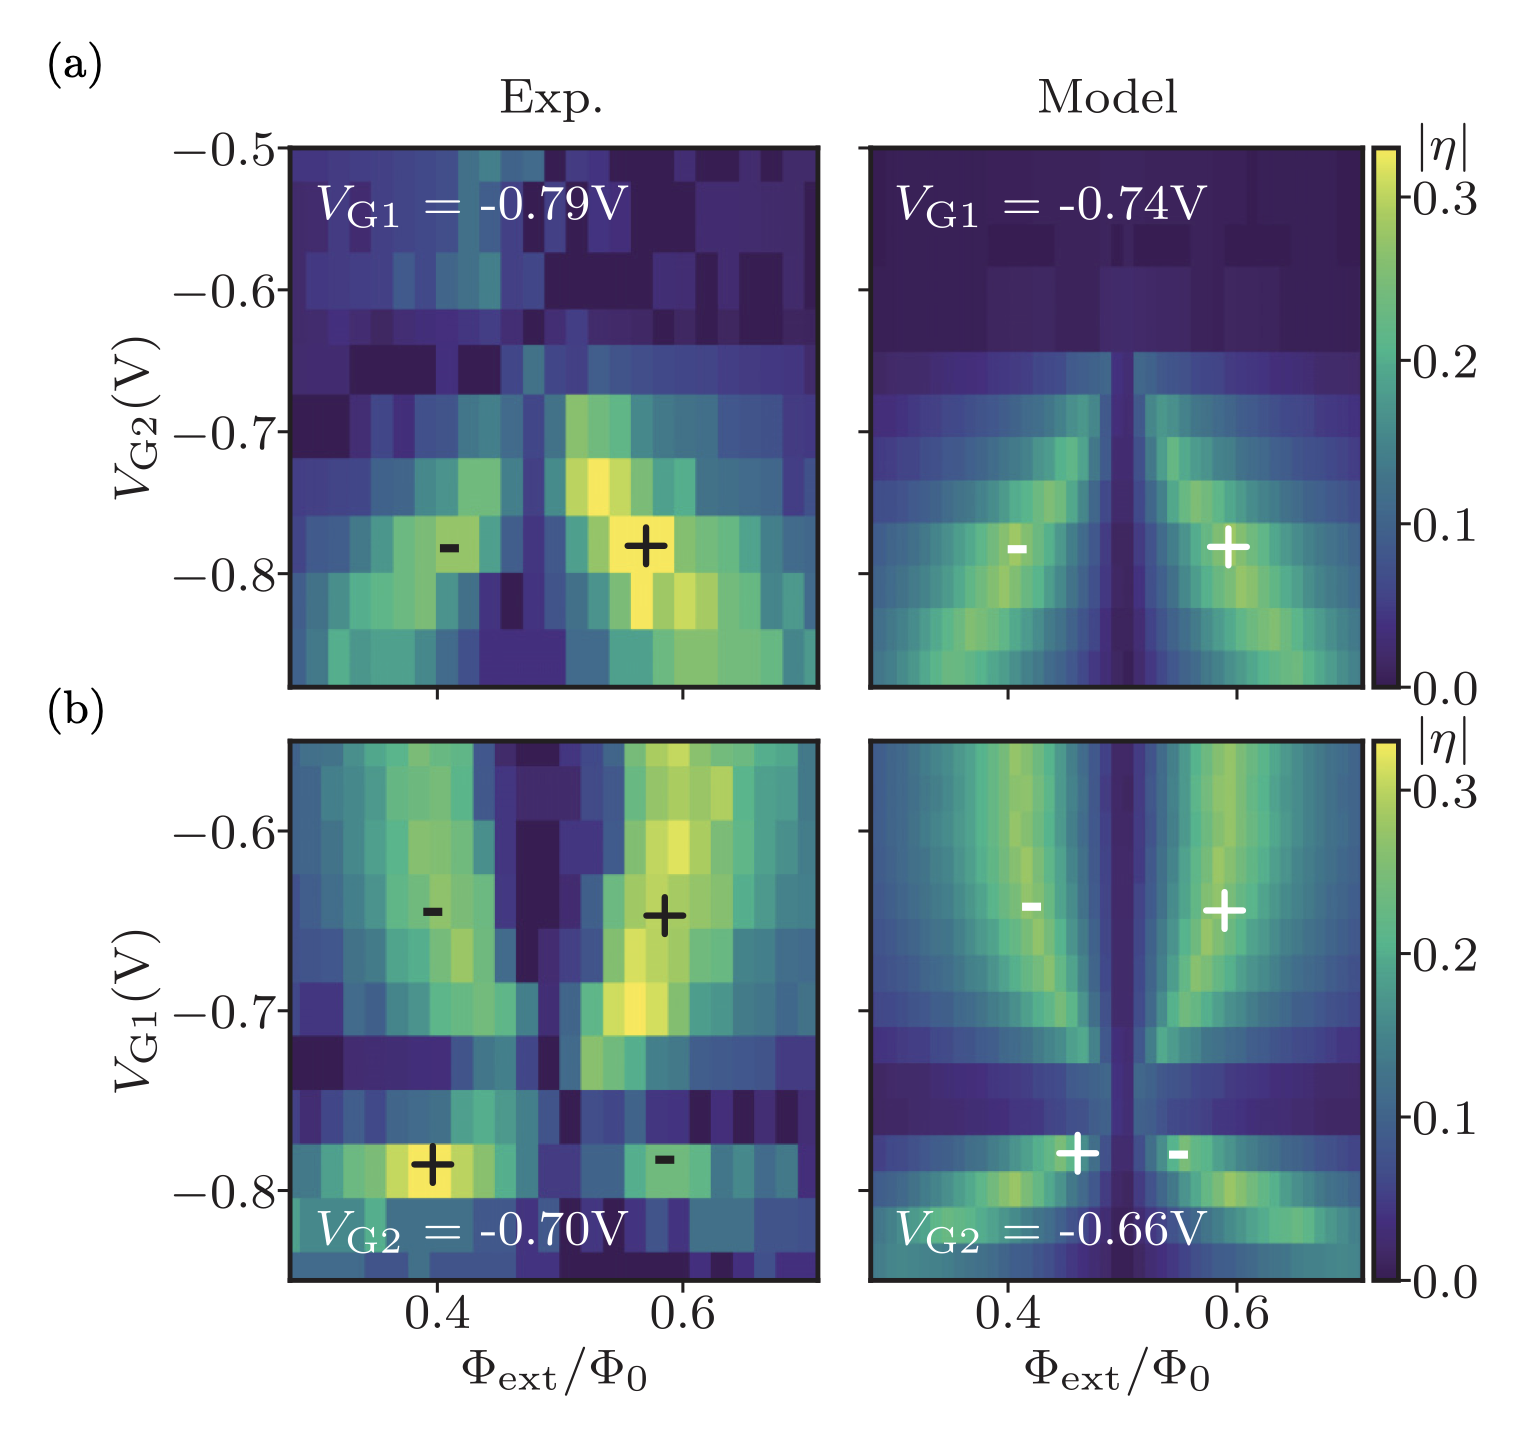 (a)
Exp.
Model
|η|
V_G1 = -0.79V
V_G1 = -0.74V
−0.5
−0.6
−0.7
−0.8
V_G2(V)
0.3
0.2
0.1
0.0
(b)
|η|
−0.6
−0.7
−0.8
V_G1(V)
0.3
0.2
0.1
0.0
- +
- +
- +
- +
+ -
+ -
V_G2 = -0.70V
V_G2 = -0.66V
0.4 0.6
0.4 0.6
Φ_ext/Φ_0
Φ_ext/Φ_0